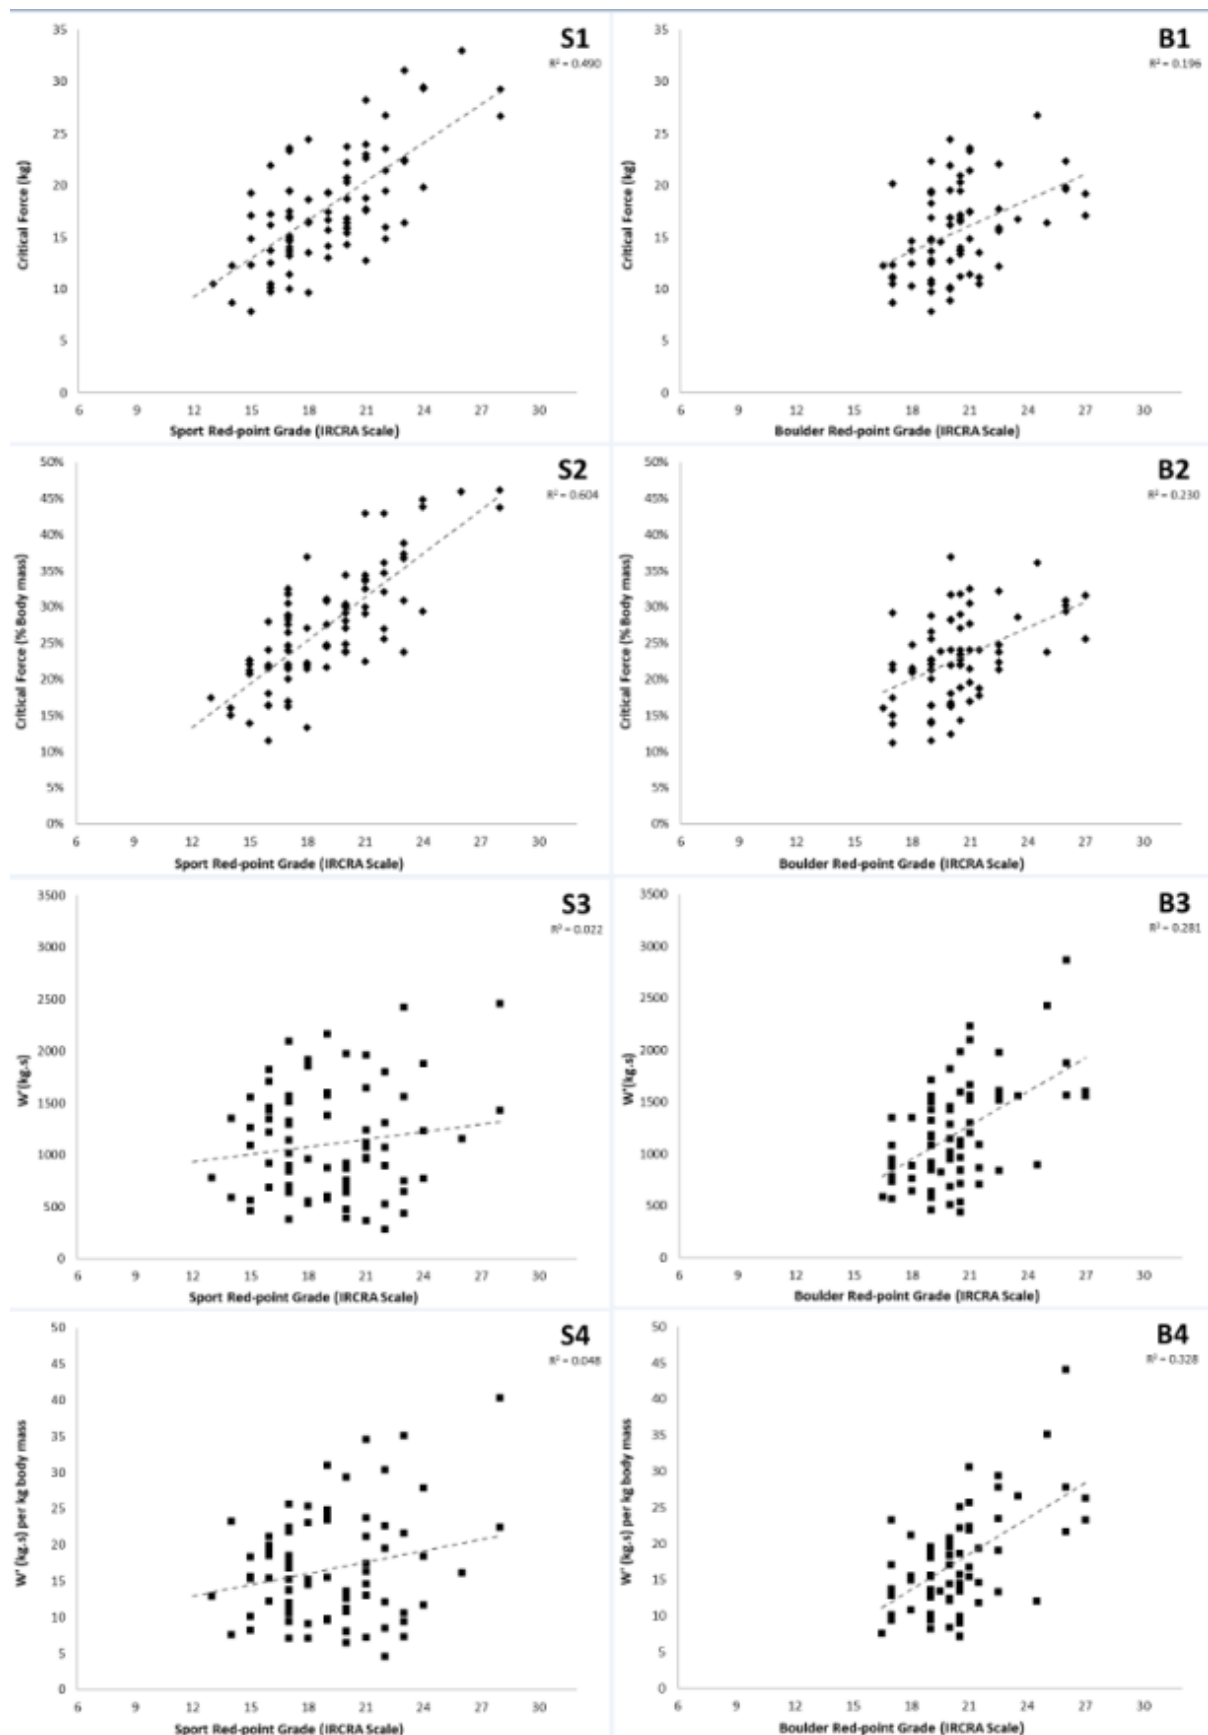 S1
R² = 0.490
35
30
25
20
15
10
5
0
Critical Force (kg)
6 9 12 15 18 21 24 27 30
Sport Red-point Grade (IRCRA Scale)
B1
R² = 0.196
35
30
25
20
15
10
5
0
Critical Force (kg)
6 9 12 15 18 21 24 27 30
Boulder Red-point Grade (IRCRA Scale)
S2
R² = 0.604
50%
45%
40%
35%
30%
25%
20%
15%
10%
5%
0%
Critical Force (% Body mass)
6 9 12 15 18 21 24 27 30
Sport Red-point Grade (IRCRA Scale)
B2
R² = 0.230
50%
45%
40%
35%
30%
25%
20%
15%
10%
5%
0%
Critical Force (% Body mass)
6 9 12 15 18 21 24 27 30
Boulder Red-point Grade (IRCRA Scale)
S3
R² = 0.022
3500
3000
2500
2000
1500
1000
500
0
W' (kg.s)
6 9 12 15 18 21 24 27 30
Sport Red-point Grade (IRCRA Scale)
B3
R² = 0.281
3500
3000
2500
2000
1500
1000
500
0
W' (kg.s)
6 9 12 15 18 21 24 27 30
Boulder Red-point Grade (IRCRA Scale)
S4
R² = 0.048
50
45
40
35
30
25
20
15
10
5
0
W' (kg.s) per kg body mass
6 9 12 15 18 21 24 27 30
Sport Red-point Grade (IRCRA Scale)
B4
R² = 0.328
50
45
40
35
30
25
20
15
10
5
0
W' (kg.s) per kg body mass
6 9 12 15 18 21 24 27 30
Boulder Red-point Grade (IRCRA Scale)